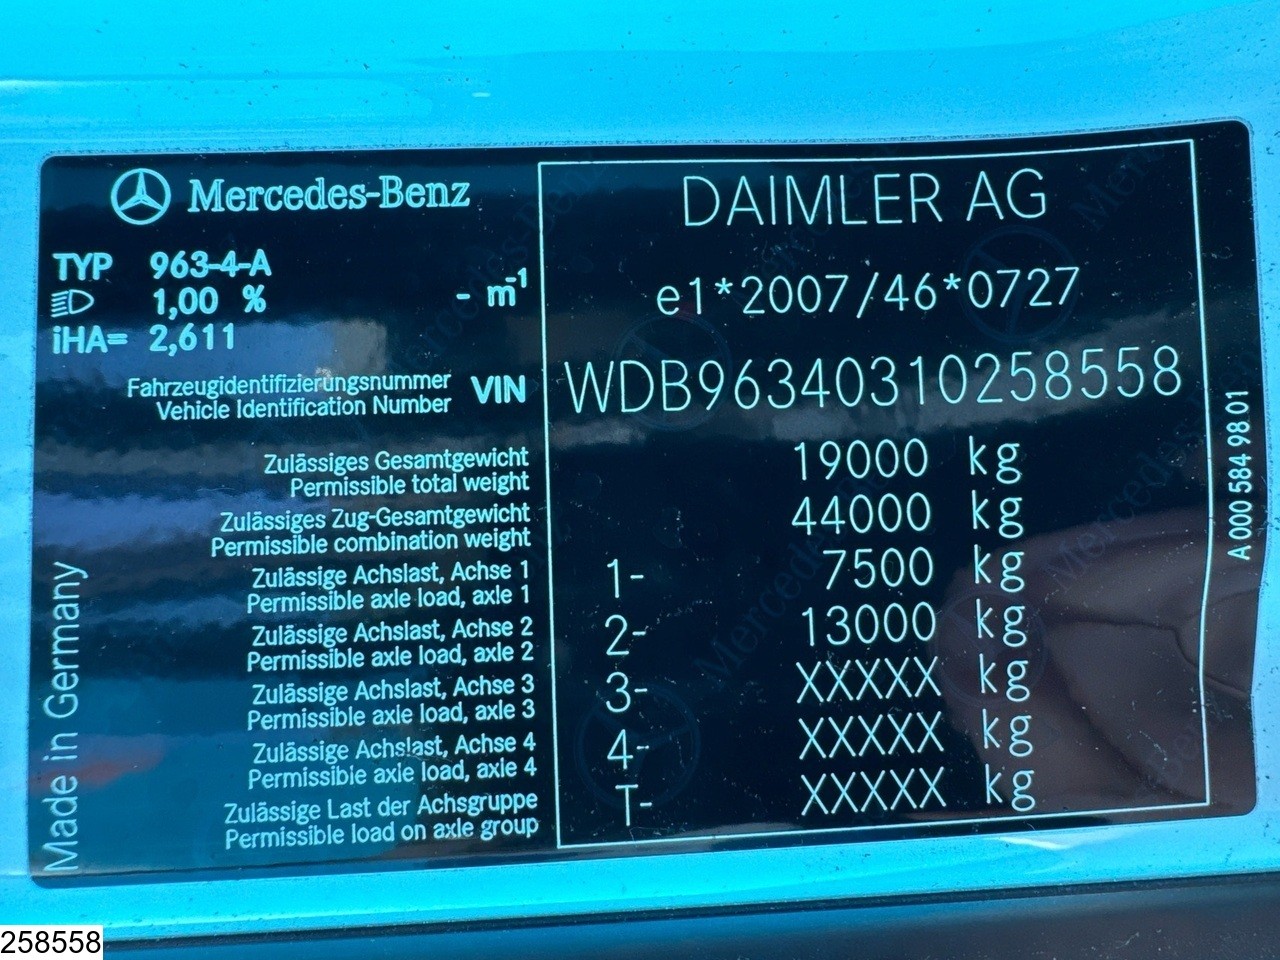 Mercedes-Benz
DAIMLER AG
TYP 963-4-A
1,00 % - m-1
iHA= 2,611
e1*2007/46*0727
Fahrzeugidentifizierungsnummer
Vehicle Identification Number
VIN WDB96340310258558
Zulässiges Gesamtgewicht
Permissible total weight
19000 kg
Zulässiges Zug-Gesamtgewicht
Permissible combination weight
44000 kg
Zulässige Achslast, Achse 1
Permissible axle load, axle 1
1- 7500 kg
Zulässige Achslast, Achse 2
Permissible axle load, axle 2
2- 13000 kg
Zulässige Achslast, Achse 3
Permissible axle load, axle 3
3- XXXXX kg
Zulässige Achslast, Achse 4
Permissible axle load, axle 4
4- XXXXX kg
Zulässige Last der Achsgruppe
Permissible load on axle group
T- XXXXX kg
Made in Germany
A 000 584 98 01
258558